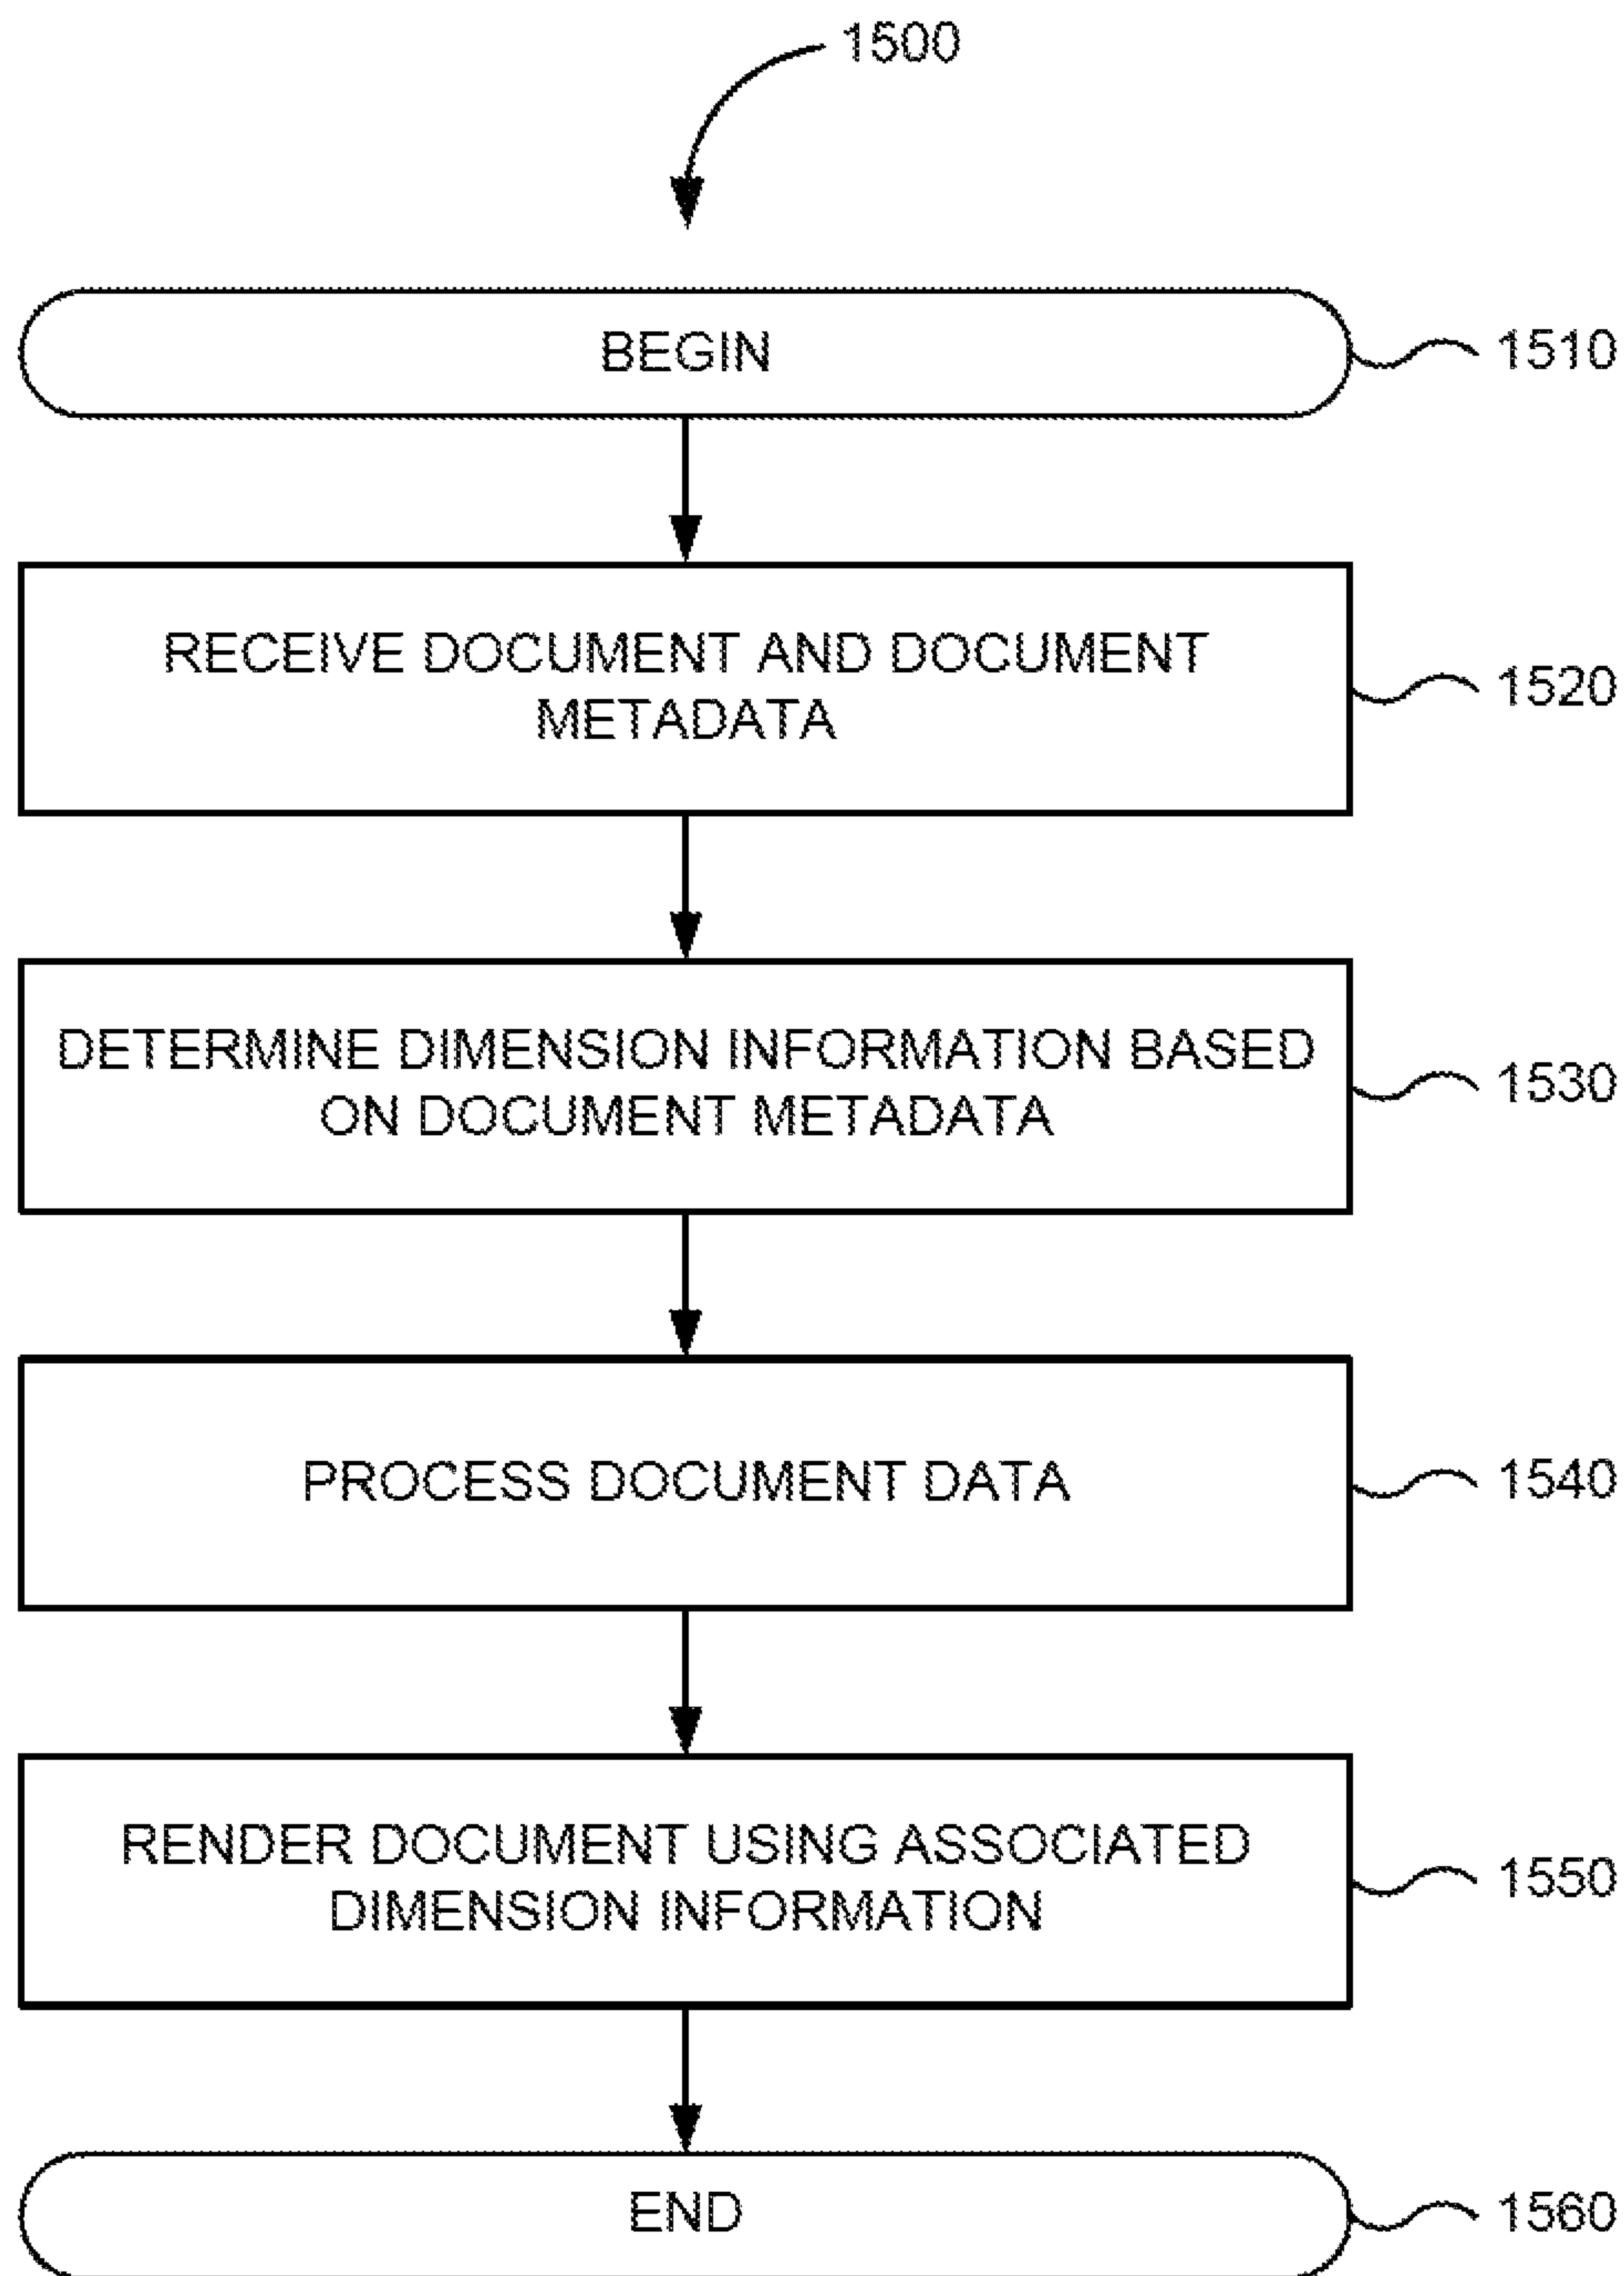 1500
BEGIN
1510
RECEIVE DOCUMENT AND DOCUMENT
METADATA
1520
DETERMINE DIMENSION INFORMATION BASED
ON DOCUMENT METADATA
1530
PROCESS DOCUMENT DATA
1540
RENDER DOCUMENT USING ASSOCIATED
DIMENSION INFORMATION
1550
END
1560